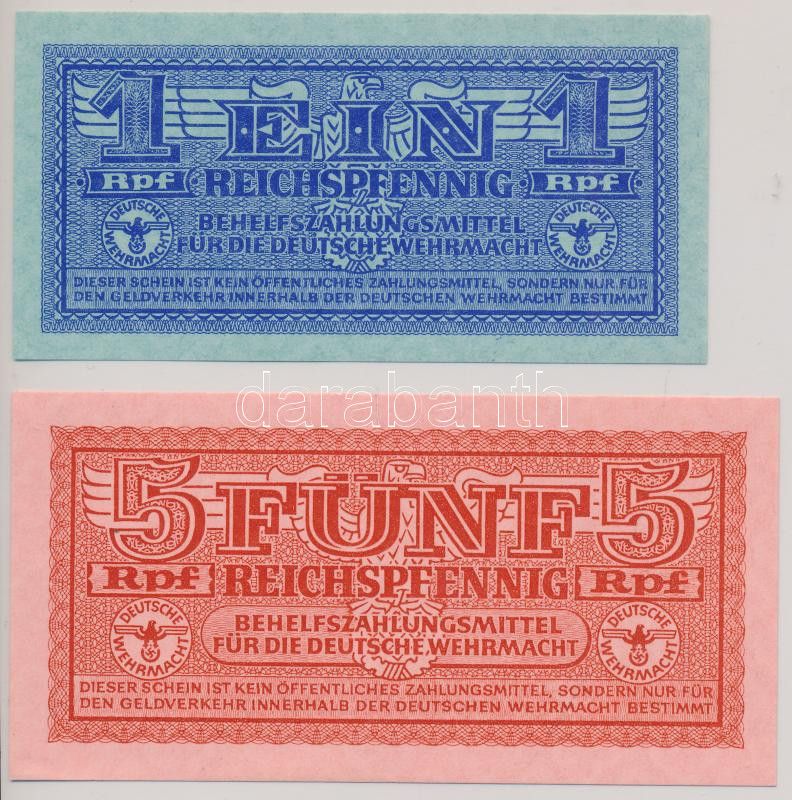 1 EIN 1
Rpf REICHSPFENNIG Rpf
DEUTSCHE WEHRMACHT
BEHELFSZAHLUNGSMITTEL
FÜR DIE DEUTSCHE WEHRMACHT
DEUTSCHE WEHRMACHT
DIESER SCHEIN IST KEIN ÖFFENTLICHES ZAHLUNGSMITTEL, SONDERN NUR FÜR
DEN GELDVERKEHR INNERHALB DER DEUTSCHEN WEHRMACHT BESTIMMT
darabanth
5 FÜNF 5
Rpf REICHSPFENNIG Rpf
DEUTSCHE WEHRMACHT
BEHELFSZAHLUNGSMITTEL
FÜR DIE DEUTSCHE WEHRMACHT
DEUTSCHE WEHRMACHT
DIESER SCHEIN IST KEIN ÖFFENTLICHES ZAHLUNGSMITTEL, SONDERN NUR FÜR
DEN GELDVERKEHR INNERHALB DER DEUTSCHEN WEHRMACHT BESTIMMT